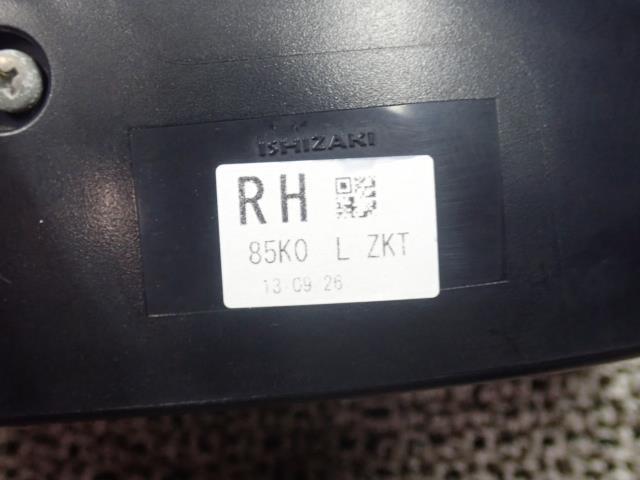 ISHIZAKI
RH
85K0 L ZKT
13 09 26